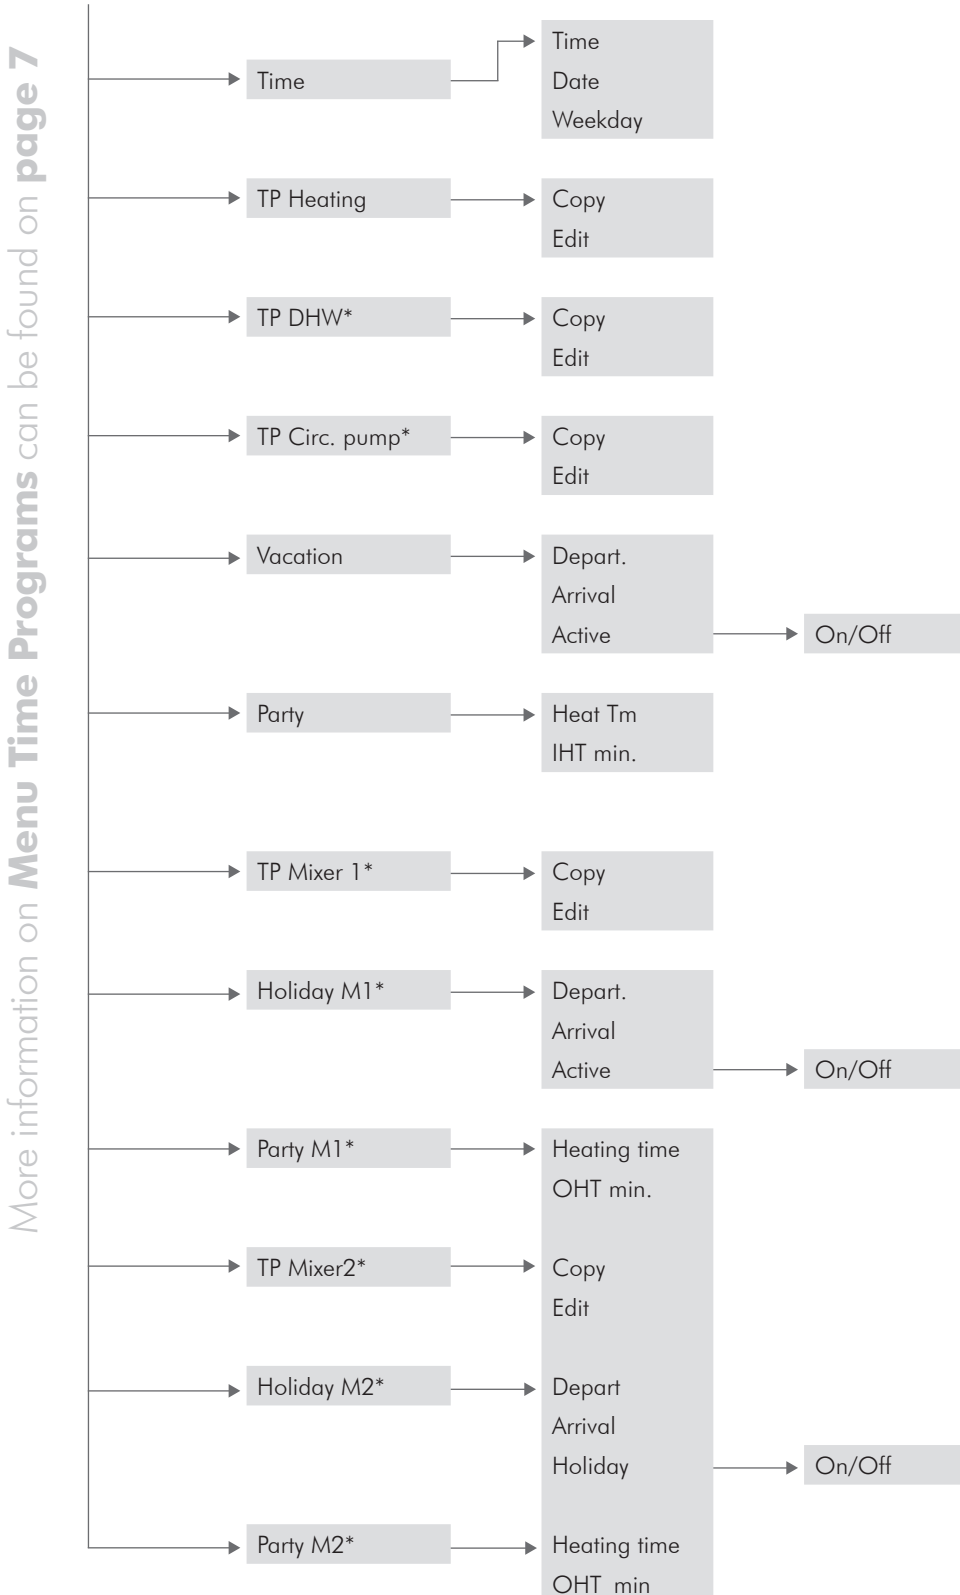 More information on Menu Time Programs can be found on page 7
Time
Time
Date
Weekday
TP Heating
Copy
Edit
TP DHW*
Copy
Edit
TP Circ. pump*
Copy
Edit
Vacation
Depart.
Arrival
Active
On/Off
Party
Heat Tm
IHT min.
TP Mixer 1*
Copy
Edit
Holiday M1*
Depart.
Arrival
Active
On/Off
Party M1*
Heating time
OHT min.
TP Mixer2*
Copy
Edit
Holiday M2*
Depart
Arrival
Holiday
On/Off
Party M2*
Heating time
OHT min